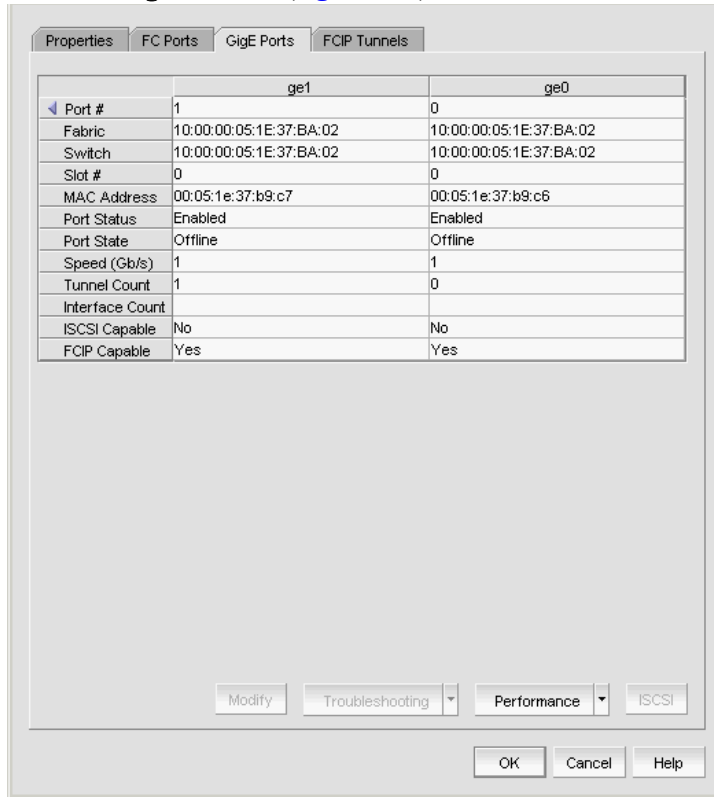 Properties FC Ports GigE Ports FCIP Tunnels
ge1 ge0
Port # 1 0
Fabric 10:00:00:05:1E:37:BA:02 10:00:00:05:1E:37:BA:02
Switch 10:00:00:05:1E:37:BA:02 10:00:00:05:1E:37:BA:02
Slot # 0 0
MAC Address 00:05:1e:37:b9:c7 00:05:1e:37:b9:c6
Port Status Enabled Enabled
Port State Offline Offline
Speed (Gb/s) 1 1
Tunnel Count 1 0
Interface Count
ISCSI Capable No No
FCIP Capable Yes Yes
Modify Troubleshooting Performance ISCSI
OK Cancel Help